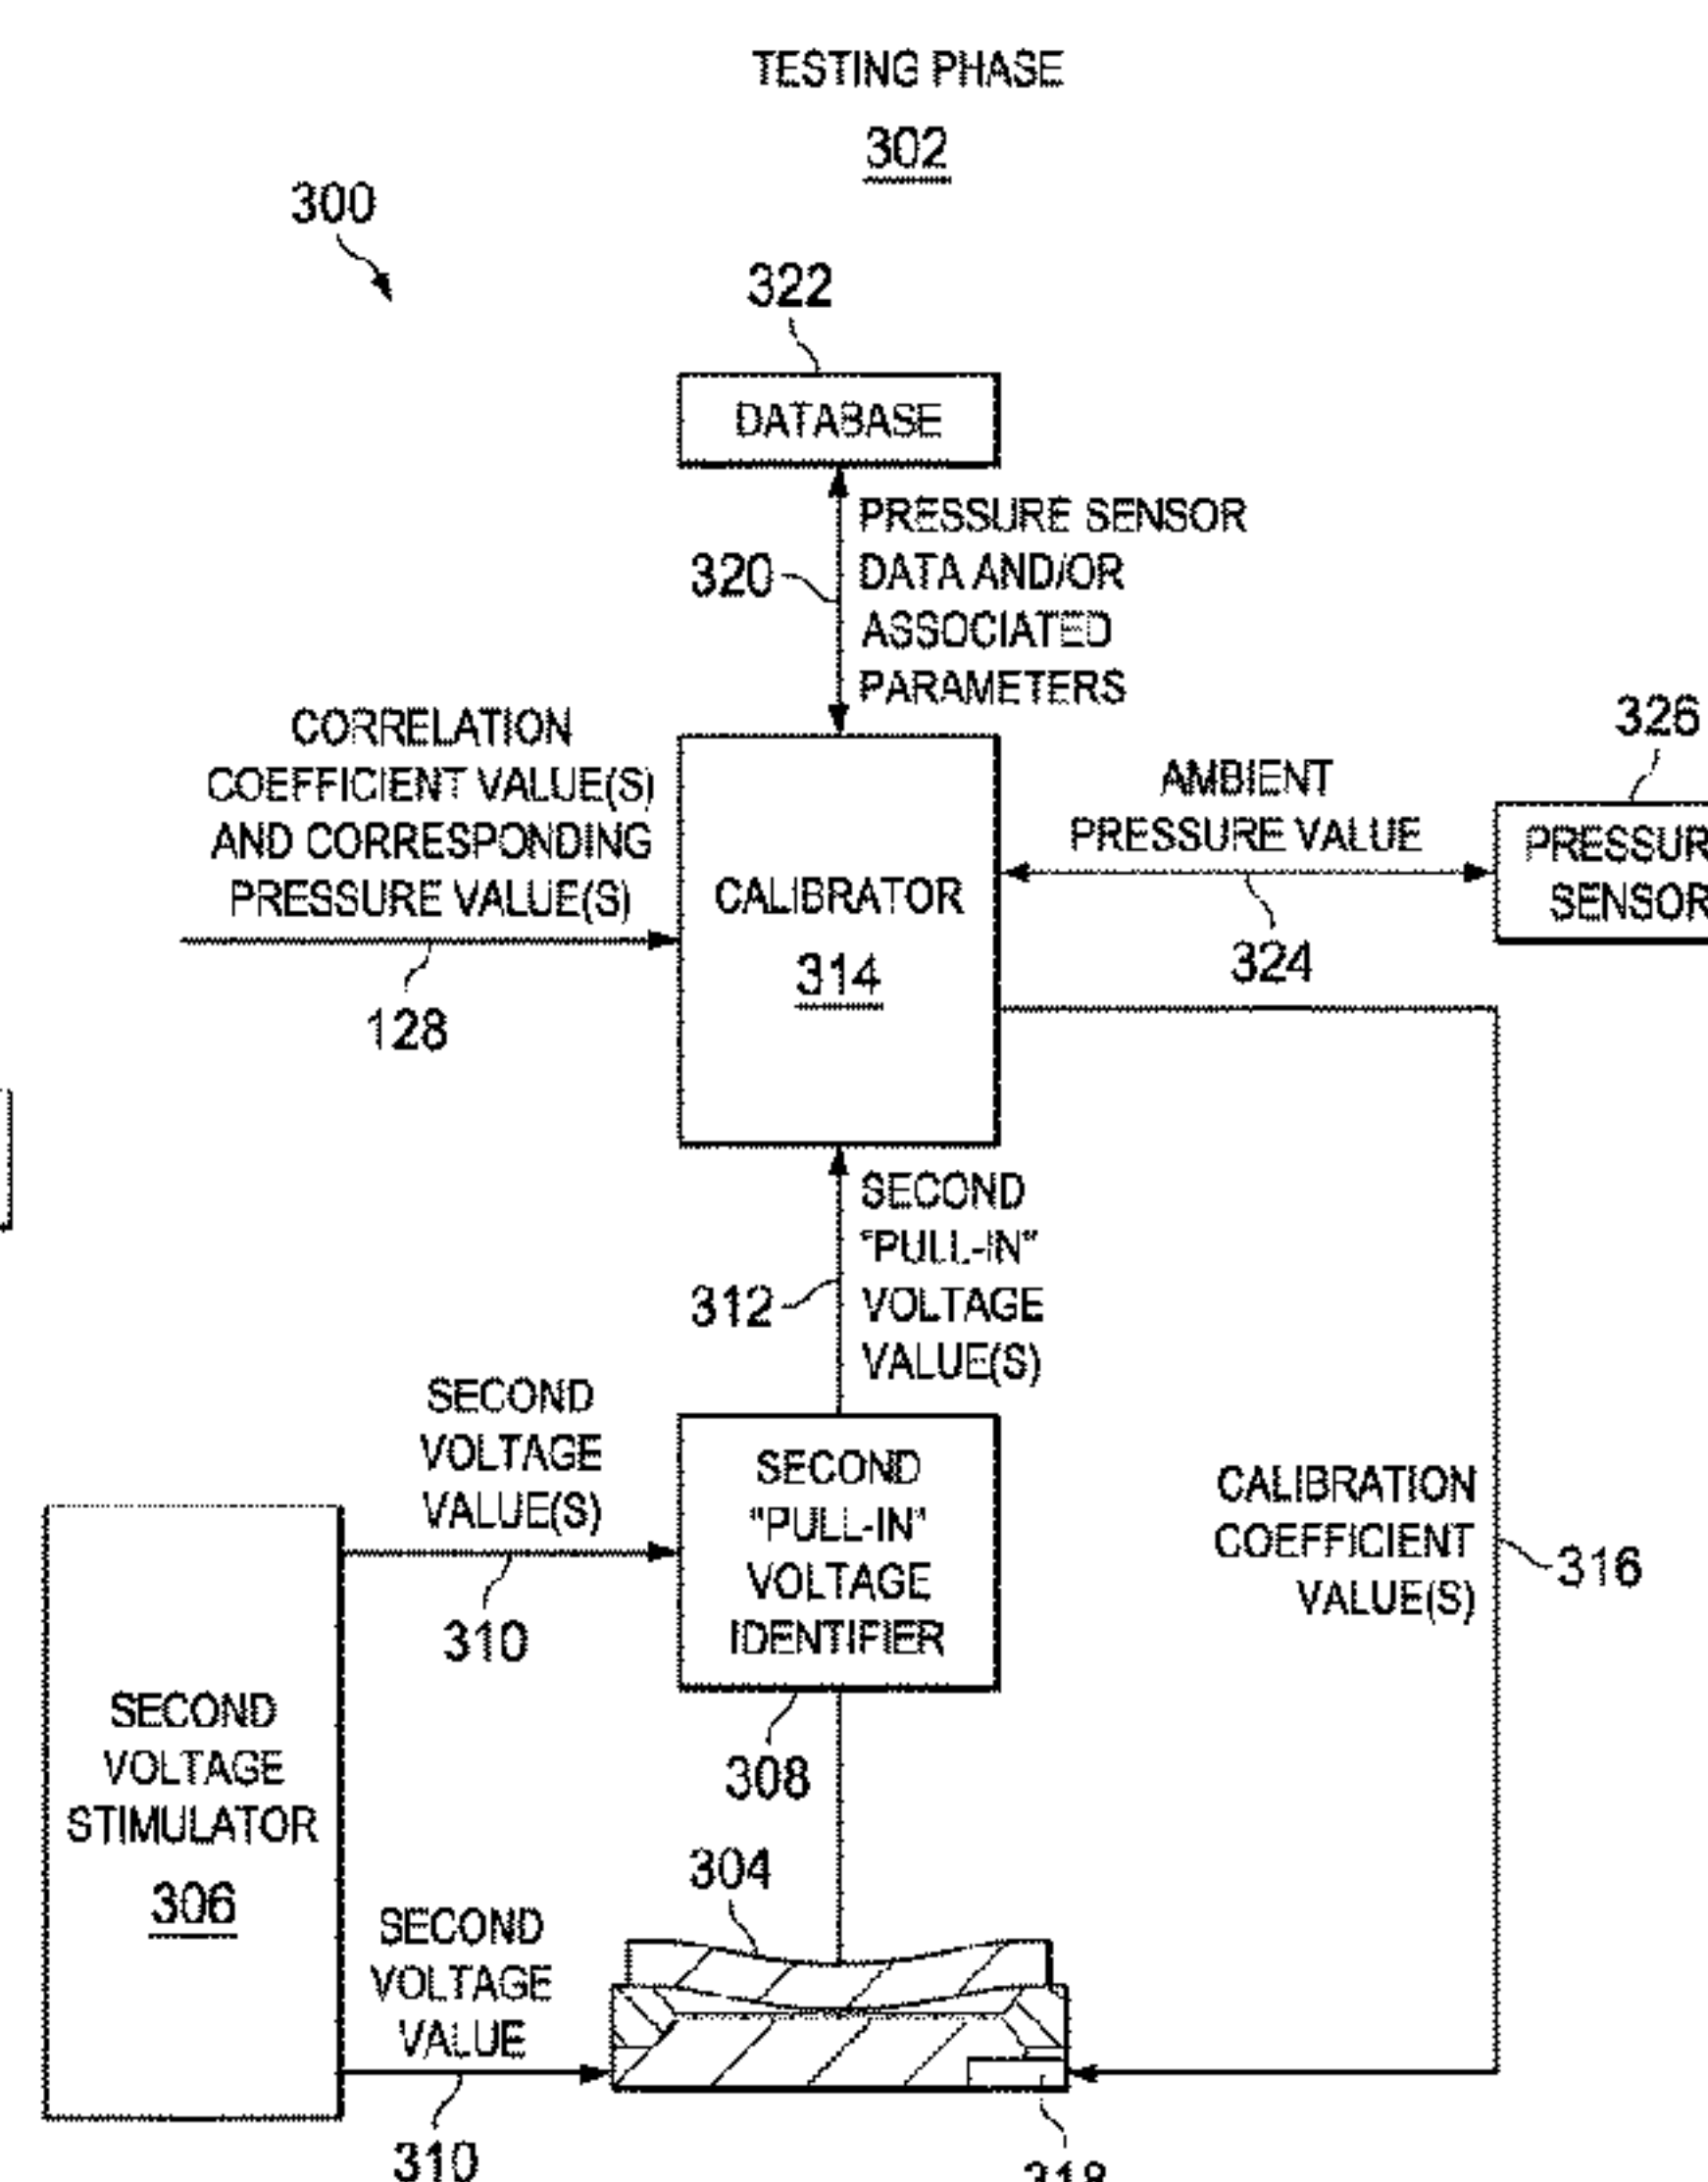 TESTING PHASE
302
300
322
DATABASE
320
PRESSURE SENSOR
DATA AND/OR
ASSOCIATED
PARAMETERS
CORRELATION
COEFFICIENT VALUE(S)
AND CORRESPONDING
PRESSURE VALUE(S)
128
CALIBRATOR
314
AMBIENT
PRESSURE VALUE
324
326
PRESSUR
SENSOR
312
SECOND
"PULL-IN"
VOLTAGE
VALUE(S)
SECOND
VOLTAGE
VALUE(S)
310
SECOND
"PULL-IN"
VOLTAGE
IDENTIFIER
308
CALIBRATION
COEFFICIENT
VALUE(S)
316
SECOND
VOLTAGE
STIMULATOR
306
304
SECOND
VOLTAGE
VALUE
310
318